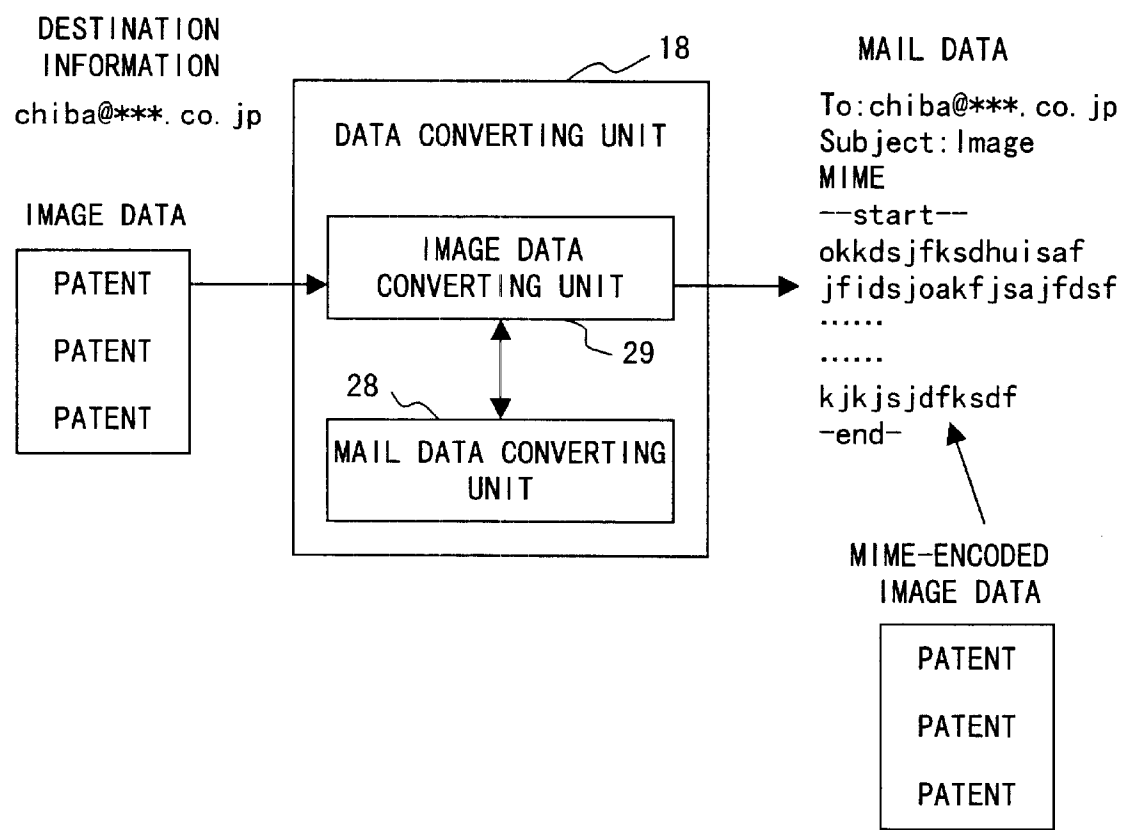 DESTINATION
INFORMATION
chiba@***.co.jp
IMAGE DATA
PATENT
PATENT
PATENT
18
DATA CONVERTING UNIT
IMAGE DATA
CONVERTING UNIT
29
28
MAIL DATA CONVERTING
UNIT
MAIL DATA
To:chiba@***.co.jp
Subject:Image
MIME
--start--
okkdsjfksdhuisaf
jfidsjoakfjsajfdsf
......
......
kjkjsjdfksdf
-end-
MIME-ENCODED
IMAGE DATA
PATENT
PATENT
PATENT